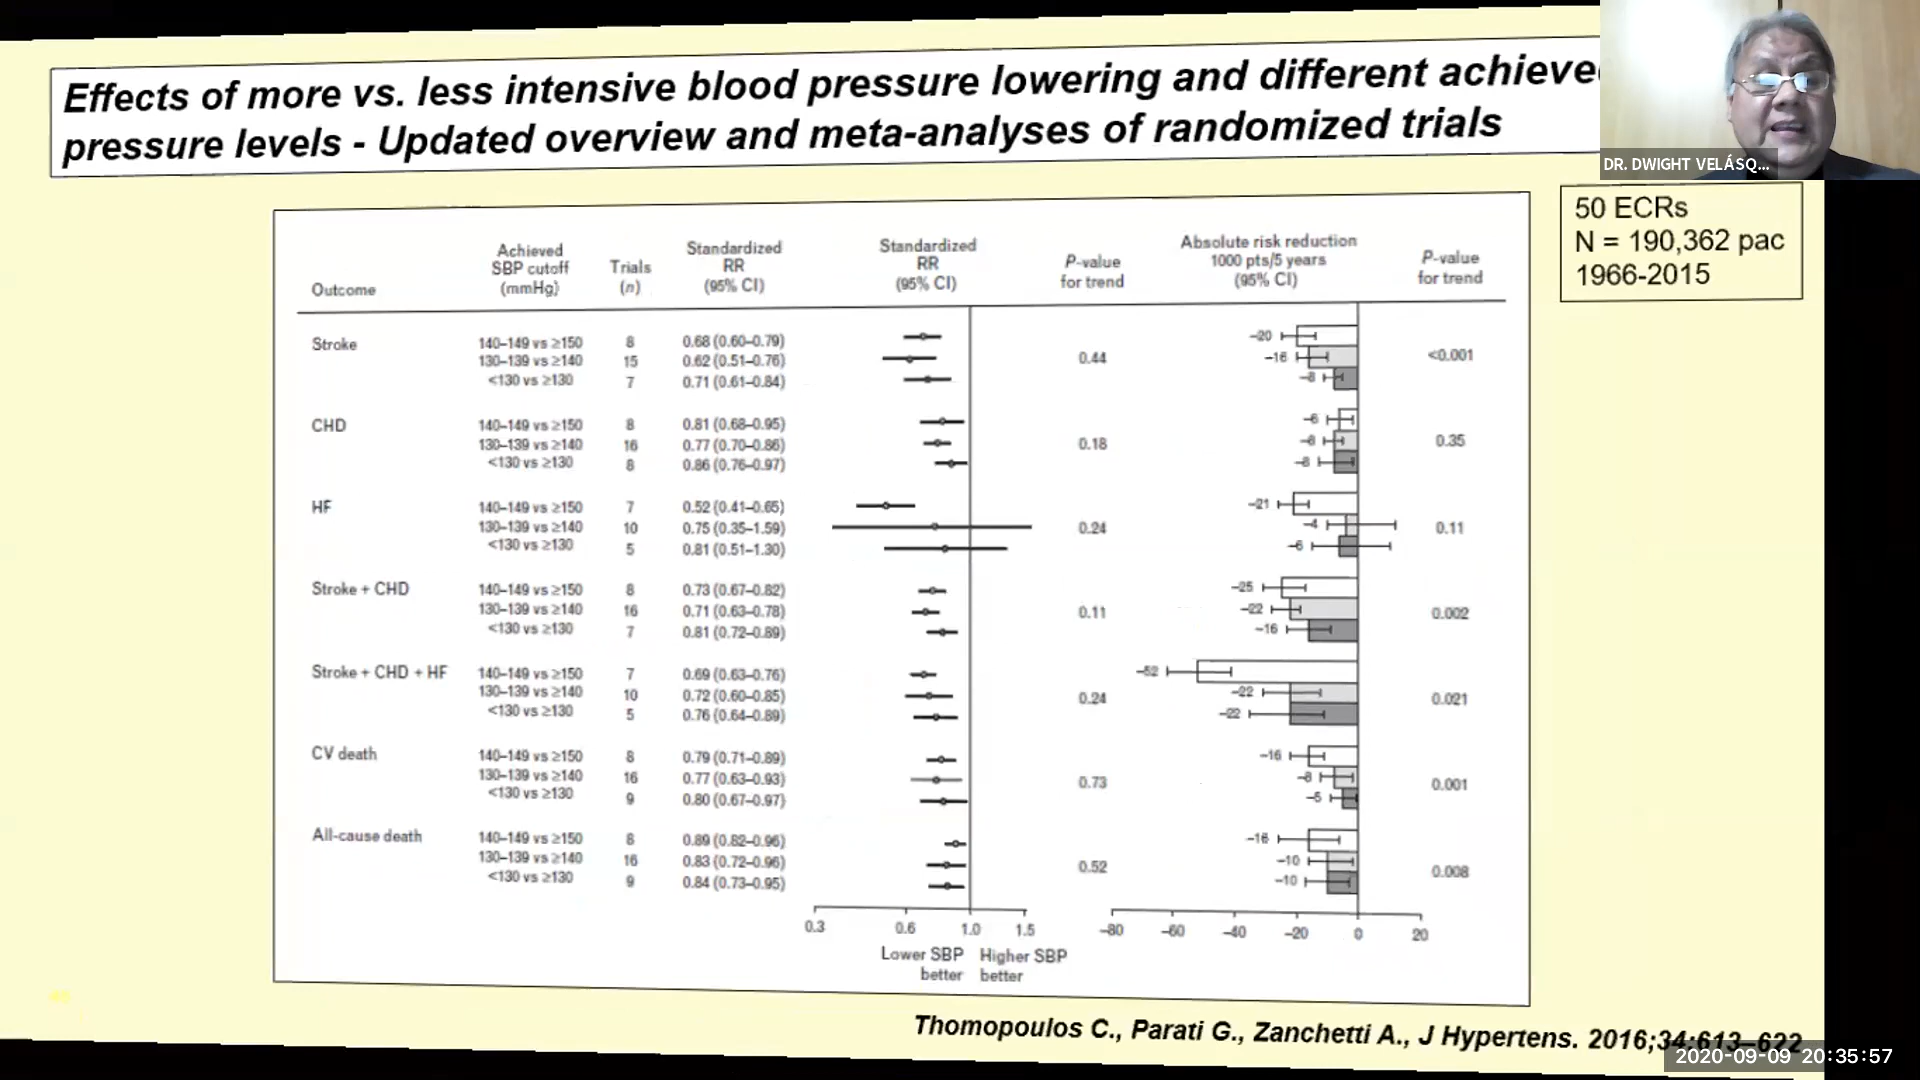 Effects of more vs. less intensive blood pressure lowering and different achieve
pressure levels - Updated overview and meta-analyses of randomized trials
DR. DWIGHT VELÁSQ...
50 ECRs
N = 190,362 pac
1966-2015
Outcome
Achieved
SBP cutoff
(mmHg)
Trials
(n)
Standardized
RR
(95% CI)
Standardized
RR
(95% CI)
P-value
for trend
Absolute risk reduction
1000 pts/5 years
(95% CI)
P-value
for trend
Stroke
140–149 vs ≥150 8 0.68 (0.60–0.79) –20
130–139 vs ≥140 15 0.62 (0.51–0.76) 0.44 –16 <0.001
<130 vs ≥130 7 0.71 (0.61–0.84) –8
CHD
140–149 vs ≥150 8 0.81 (0.68–0.95) –6
130–139 vs ≥140 16 0.77 (0.70–0.86) 0.18 –8 0.35
<130 vs ≥130 8 0.86 (0.76–0.97) –8
HF
140–149 vs ≥150 7 0.52 (0.41–0.65) –21
130–139 vs ≥140 10 0.75 (0.35–1.59) 0.24 –4 0.11
<130 vs ≥130 5 0.81 (0.51–1.30) –6
Stroke + CHD
140–149 vs ≥150 8 0.73 (0.67–0.82) –25
130–139 vs ≥140 16 0.71 (0.63–0.78) 0.11 –22 0.002
<130 vs ≥130 7 0.81 (0.72–0.89) –16
Stroke + CHD + HF
140–149 vs ≥150 7 0.69 (0.63–0.76) –52
130–139 vs ≥140 10 0.72 (0.60–0.85) 0.24 –22 0.021
<130 vs ≥130 5 0.76 (0.64–0.89) –22
CV death
140–149 vs ≥150 8 0.79 (0.71–0.89) –16
130–139 vs ≥140 16 0.77 (0.63–0.93) 0.73 –8 0.001
<130 vs ≥130 9 0.80 (0.67–0.97) –5
All-cause death
140–149 vs ≥150 8 0.89 (0.82–0.96) –16
130–139 vs ≥140 16 0.83 (0.72–0.96) 0.52 –10 0.008
<130 vs ≥130 9 0.84 (0.73–0.95) –10
0.3 0.6 1.0 1.5 –80 –60 –40 –20 0 20
Lower SBP
better
Higher SBP
better
Thomopoulos C., Parati G., Zanchetti A., J Hypertens. 2016;34:613–622
2020-09-09 20:35:57